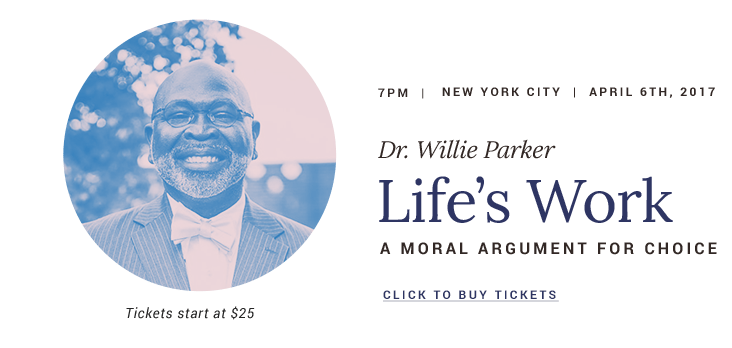 7PM | NEW YORK CITY | APRIL 6TH, 2017
Dr. Willie Parker
Life's Work
A MORAL ARGUMENT FOR CHOICE
CLICK TO BUY TICKETS
Tickets start at $25